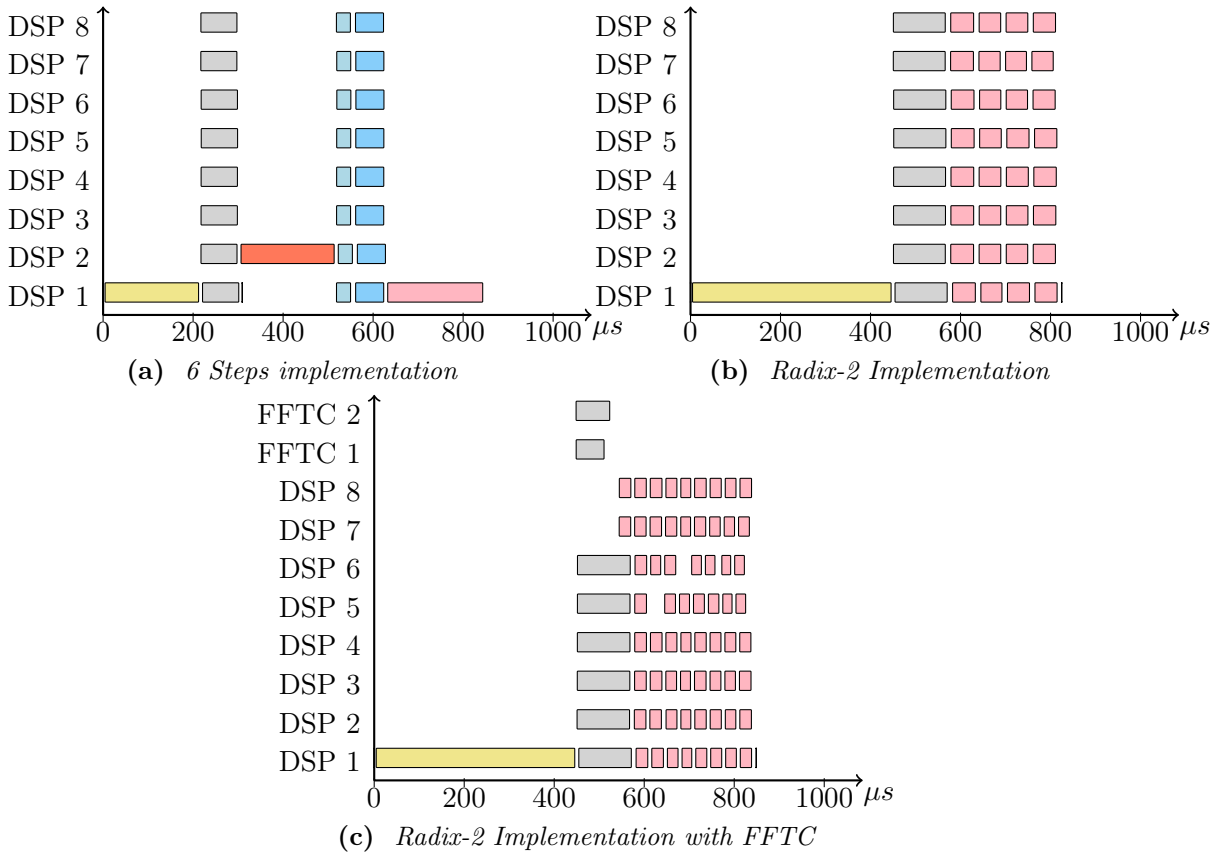 DSP 8
DSP 7
DSP 6
DSP 5
DSP 4
DSP 3
DSP 2
DSP 1
0 200 400 600 800 1000 µs
(a) 6 Steps implementation
DSP 8
DSP 7
DSP 6
DSP 5
DSP 4
DSP 3
DSP 2
DSP 1
0 200 400 600 800 1000 µs
(b) Radix-2 Implementation
FFTC 2
FFTC 1
DSP 8
DSP 7
DSP 6
DSP 5
DSP 4
DSP 3
DSP 2
DSP 1
0 200 400 600 800 1000 µs
(c) Radix-2 Implementation with FFTC